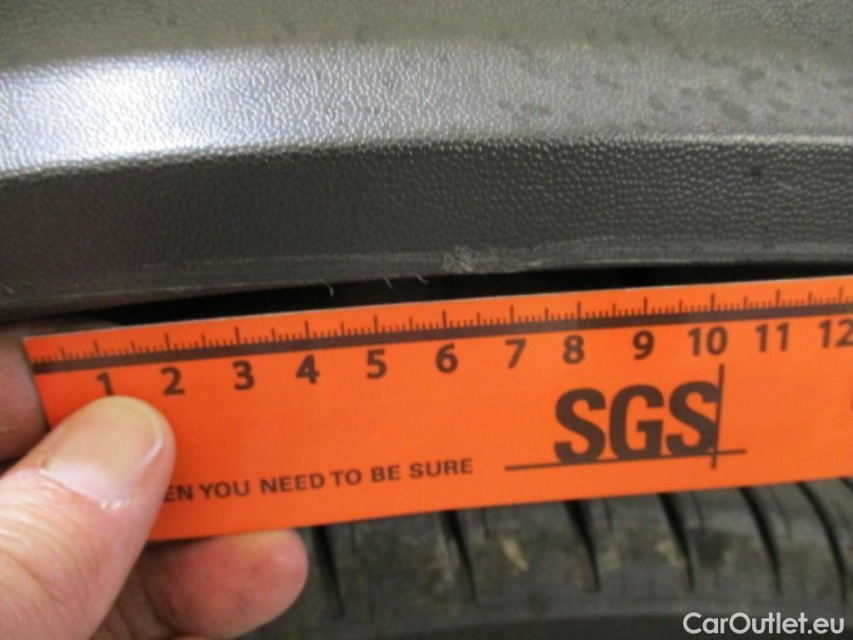 1 2 3 4 5 6 7 8 9 10 11 12
SGS
EN YOU NEED TO BE SURE
CarOutlet.eu